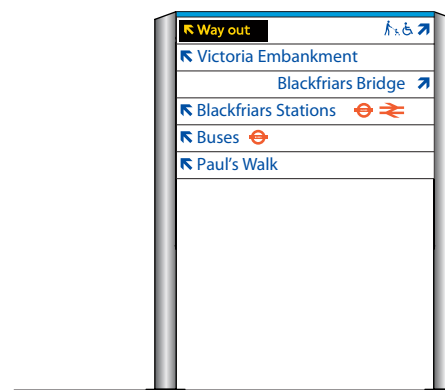 Way out
Victoria Embankment
Blackfriars Bridge
Blackfriars Stations
Buses
Paul's Walk